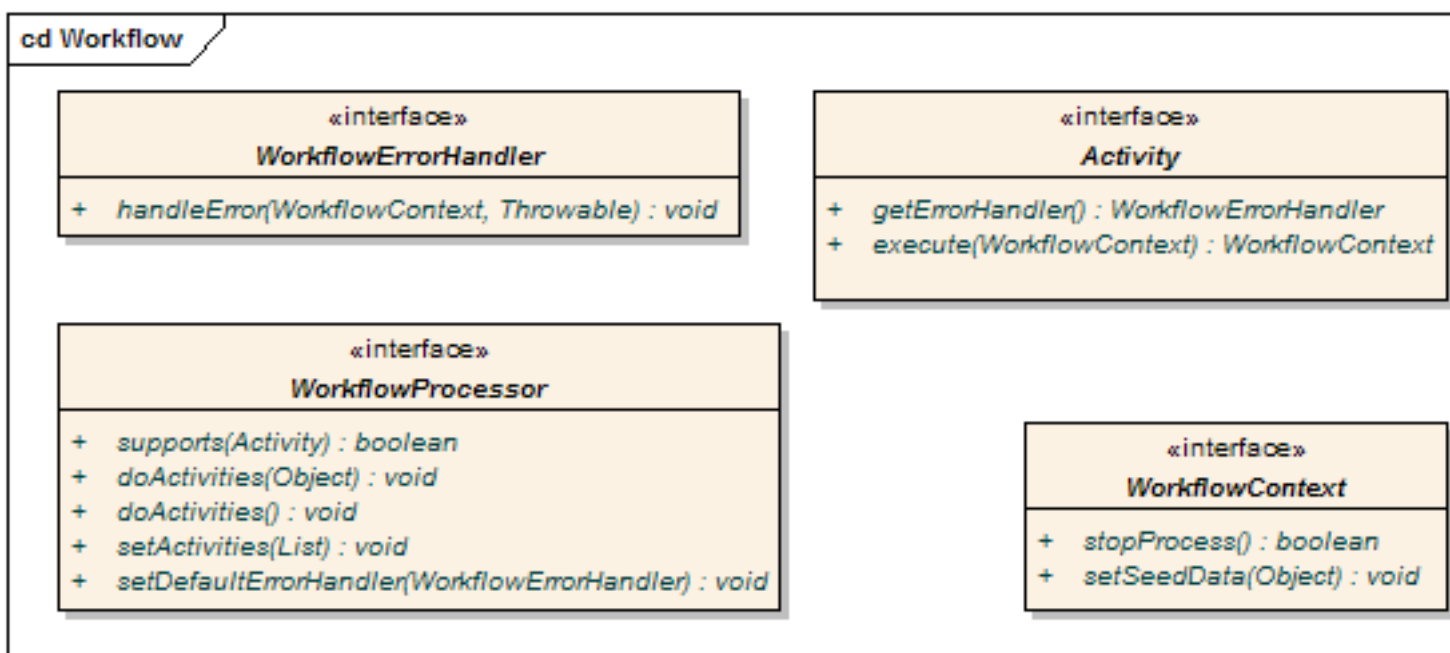 cd Workflow
«interface»
WorkflowErrorHandler
+ handleError(WorkflowContext, Throwable) : void
«interface»
Activity
+ getErrorHandler() : WorkflowErrorHandler
+ execute(WorkflowContext) : WorkflowContext
«interface»
WorkflowProcessor
+ supports(Activity) : boolean
+ doActivities(Object) : void
+ doActivities() : void
+ setActivities(List) : void
+ setDefaultErrorHandler(WorkflowErrorHandler) : void
«interface»
WorkflowContext
+ stopProcess() : boolean
+ setSeedData(Object) : void